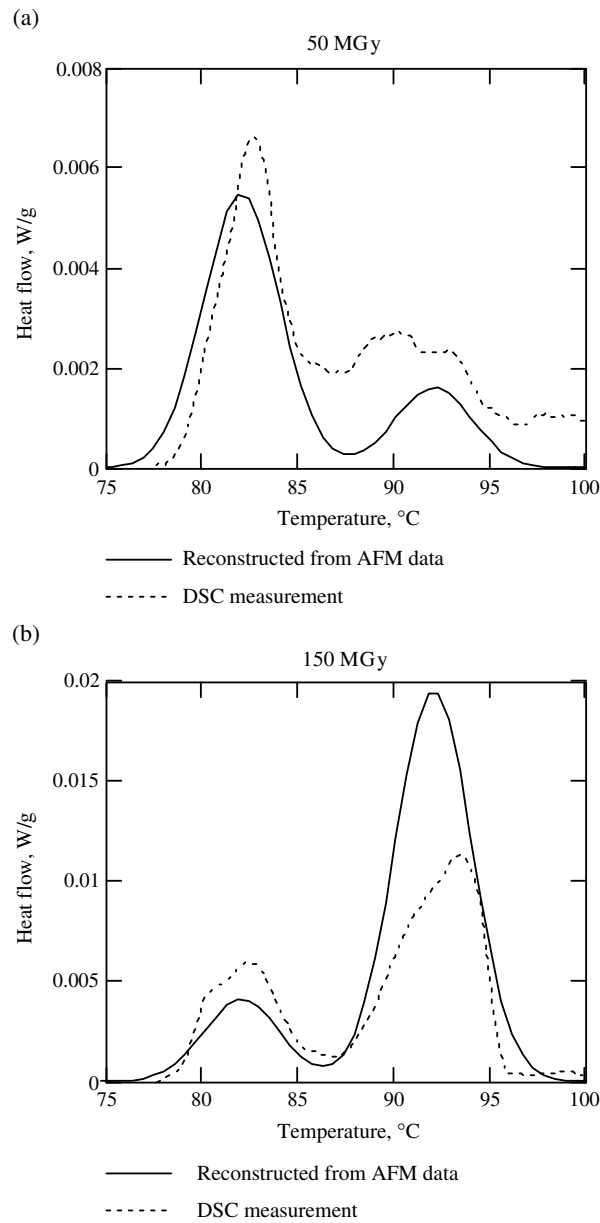 (a)
50 MGy
0.008
0.006
0.004
0.002
0
Heat flow, W/g
75 80 85 90 95 100
Temperature, °C
Reconstructed from AFM data
DSC measurement
(b)
150 MGy
0.02
0.015
0.01
0.005
0
Heat flow, W/g
75 80 85 90 95 100
Temperature, °C
Reconstructed from AFM data
DSC measurement